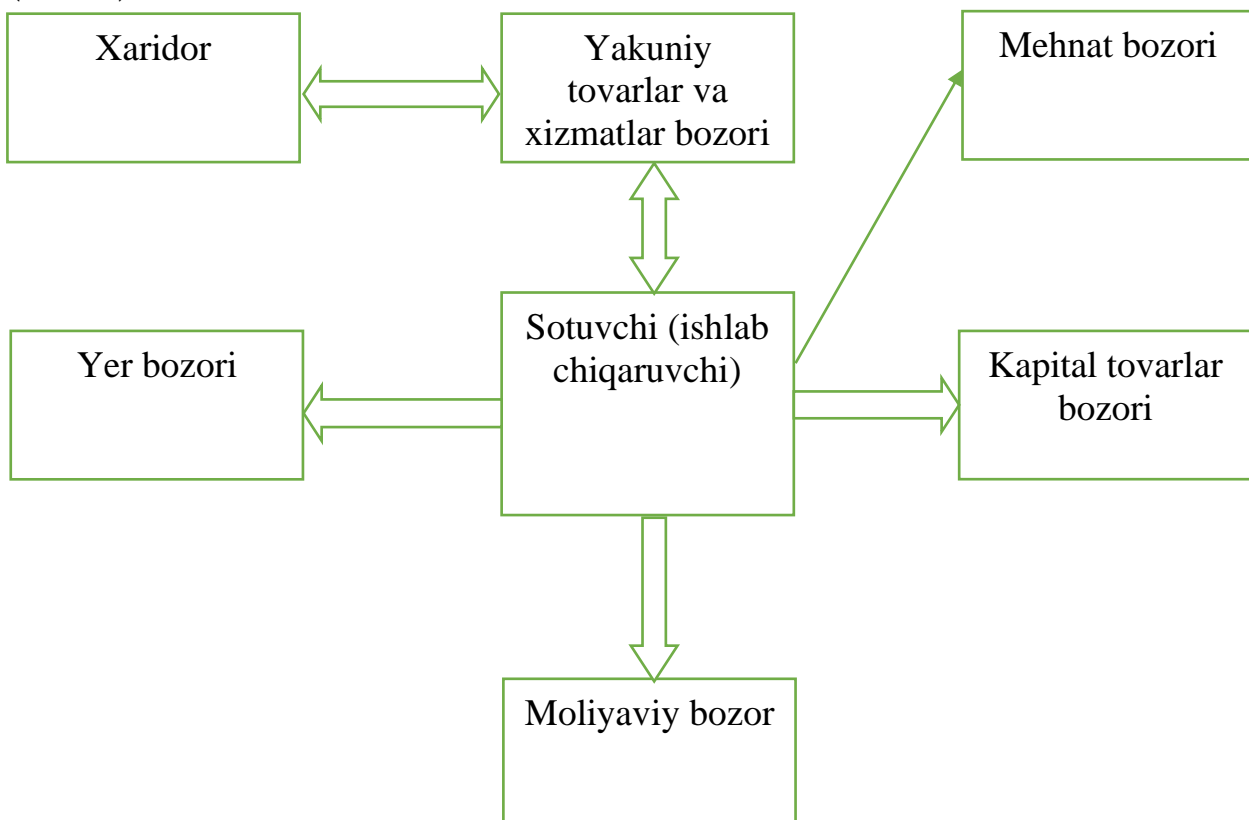 Xaridor
Yakuniy
tovarlar va
xizmatlar bozori
Mehnat bozori
Yer bozori
Sotuvchi (ishlab
chiqaruvchi)
Kapital tovarlar
bozori
Moliyaviy bozor